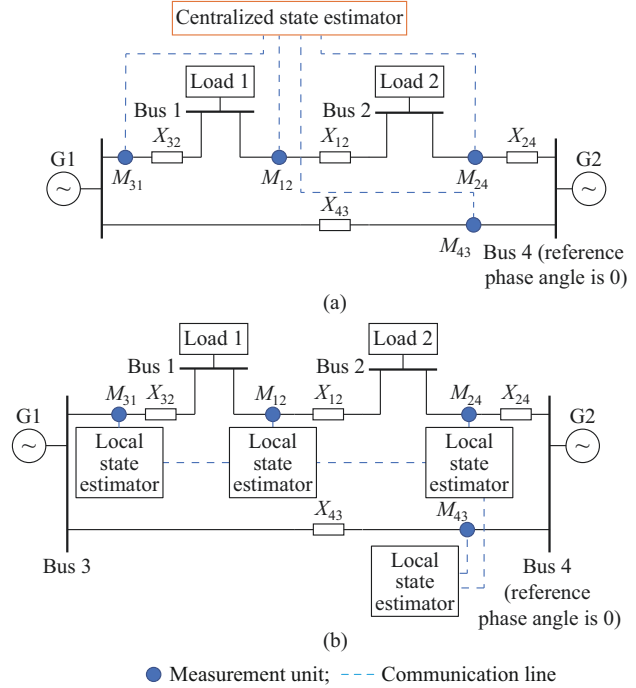 Centralized state estimator
Load 1
Load 2
Bus 1
Bus 2
G1
X32
X12
X24
G2
~
~
M31
M12
M24
X43
M43
Bus 4 (reference
phase angle is 0)
(a)
Load 1
Load 2
Bus 1
Bus 2
G1
M31
X32
M12
X12
M24
X24
G2
~
~
Local
state
estimator
Local
state
estimator
Local
state
estimator
X43
M43
Bus 3
Local
state
estimator
Bus 4
(reference
phase angle is 0)
(b)
Measurement unit; Communication line